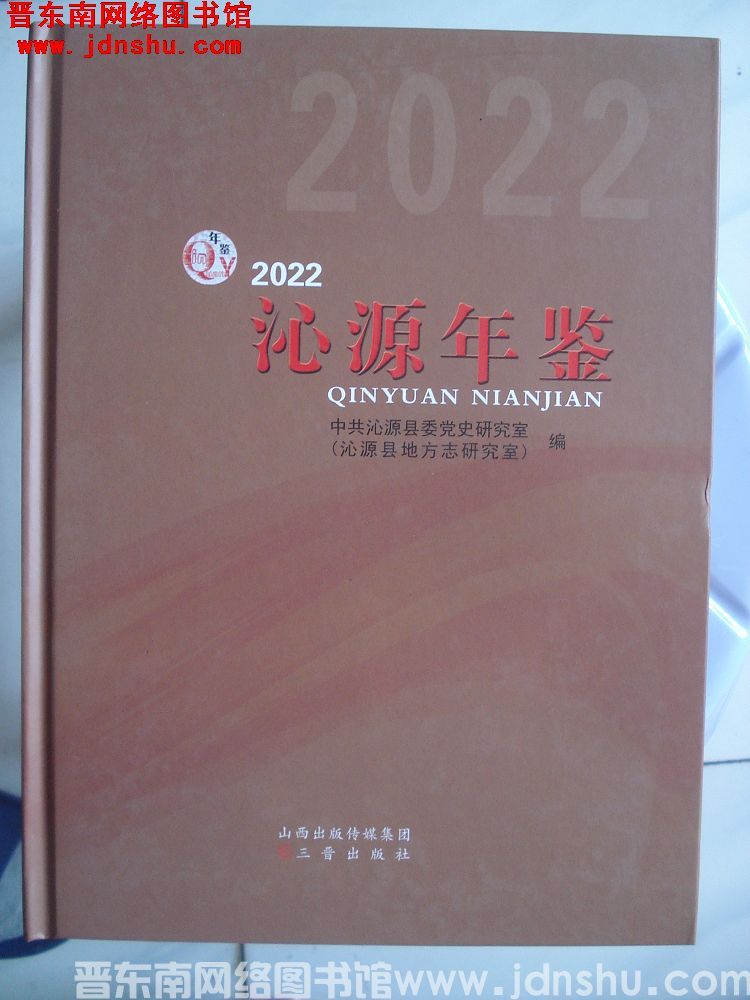 晋东南网络图书馆
www.jdnshu.com
2022
年鉴
2022
沁源年鉴
QINYUAN NIANJIAN
中共沁源县委党史研究室
(沁源县地方志研究室)
编
山西出版传媒集团
三晋出版社
晋东南网络图书馆www.jdnshu.com